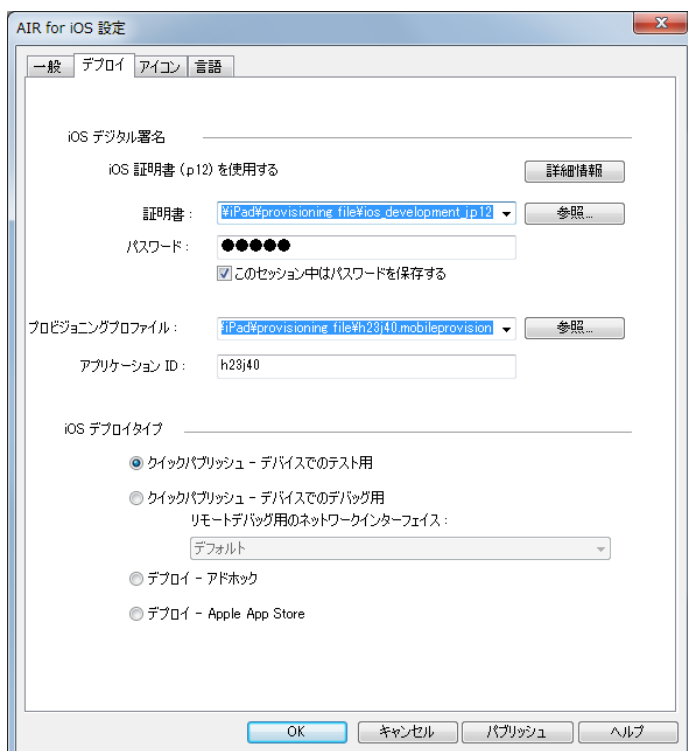 AIR for iOS 設定
一般 デプロイ アイコン 言語
iOS デジタル署名
iOS 証明書 (p12) を使用する 詳細情報
証明書 : ¥iPad¥provisioning file¥ios_development_j.p12 参照...
パスワード : ●●●●●
このセッション中はパスワードを保存する
プロビジョニングプロファイル : ¥iPad¥provisioning file¥h23j40.mobileprovision 参照...
アプリケーション ID : h23j40
iOS デプロイタイプ
クイックパブリッシュ - デバイスでのテスト用
クイックパブリッシュ - デバイスでのデバッグ用
リモートデバッグ用のネットワークインターフェイス :
デフォルト
デプロイ - アドホック
デプロイ - Apple App Store
OK キャンセル パブリッシュ ヘルプ